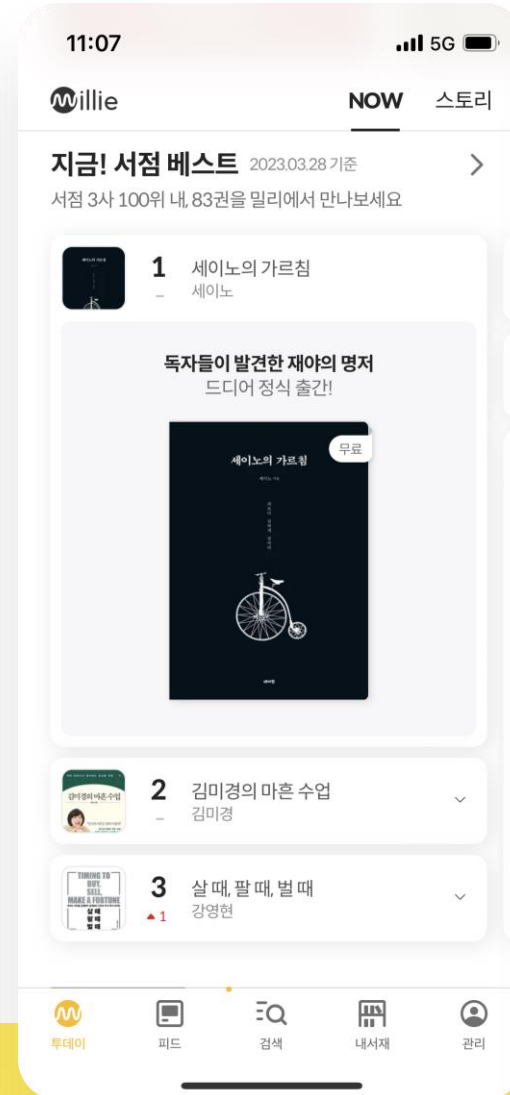 11:07
5G
millie
NOW 스토리
지금! 서점 베스트 2023.03.28 기준
서점 3사 100위 내, 83권을 밀리에서 만나보세요
1 세이노의 가르침
세이노
독자들이 발견한 재야의 명저
드디어 정식 출간!
무료
세이노의 가르침
2 김미경의 마흔 수업
김미경
김미경의 마흔 수업
3 살 때, 팔 때, 벌 때
1 강영현
TIMING TO
BUY,
SELL,
MAKE A FORTUNE
살 때
팔 때
벌 때
투데이 피드 검색 내서재 관리